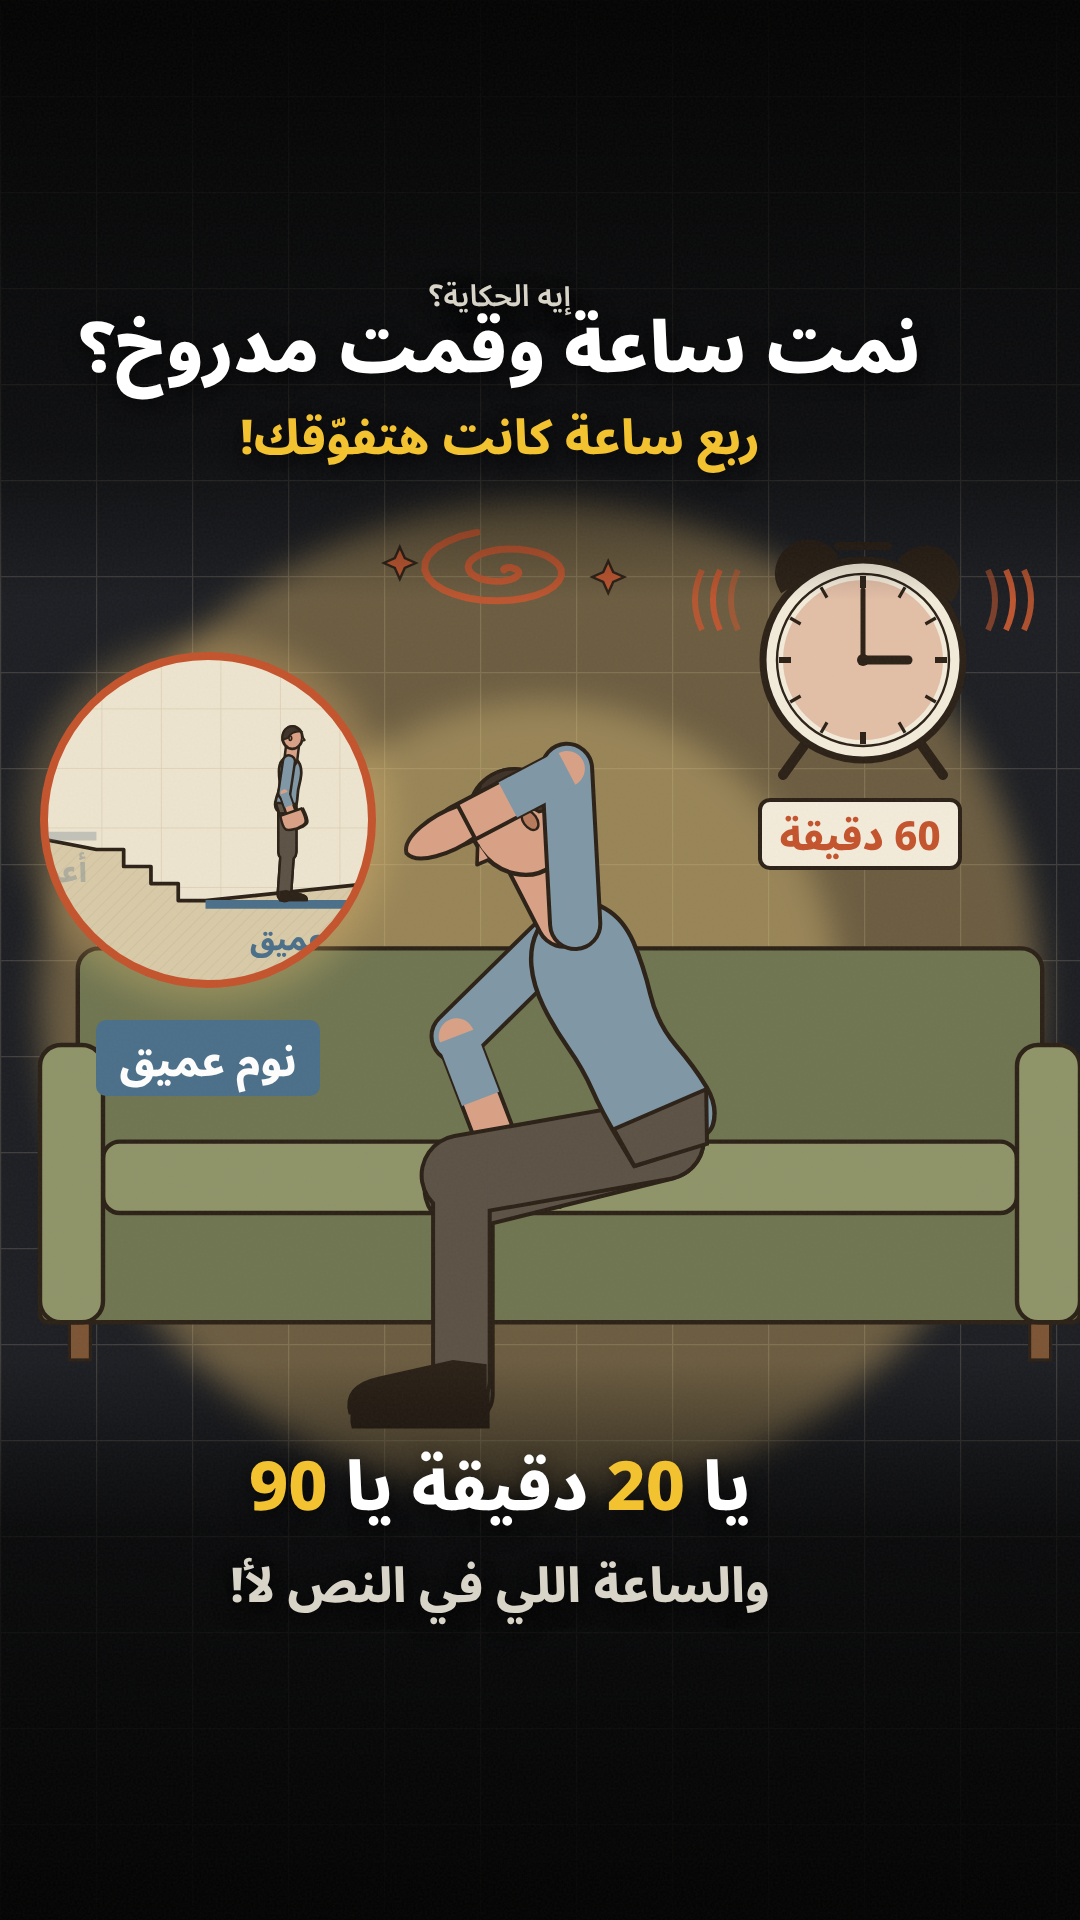 إيه الحكاية؟
نمت ساعة وقمت مدروخ؟
ربع ساعة كانت هتفوّقك!
60 دقيقة
عميق
نوم عميق
يا 20 دقيقة يا 90
والساعة اللي في النص لأ!